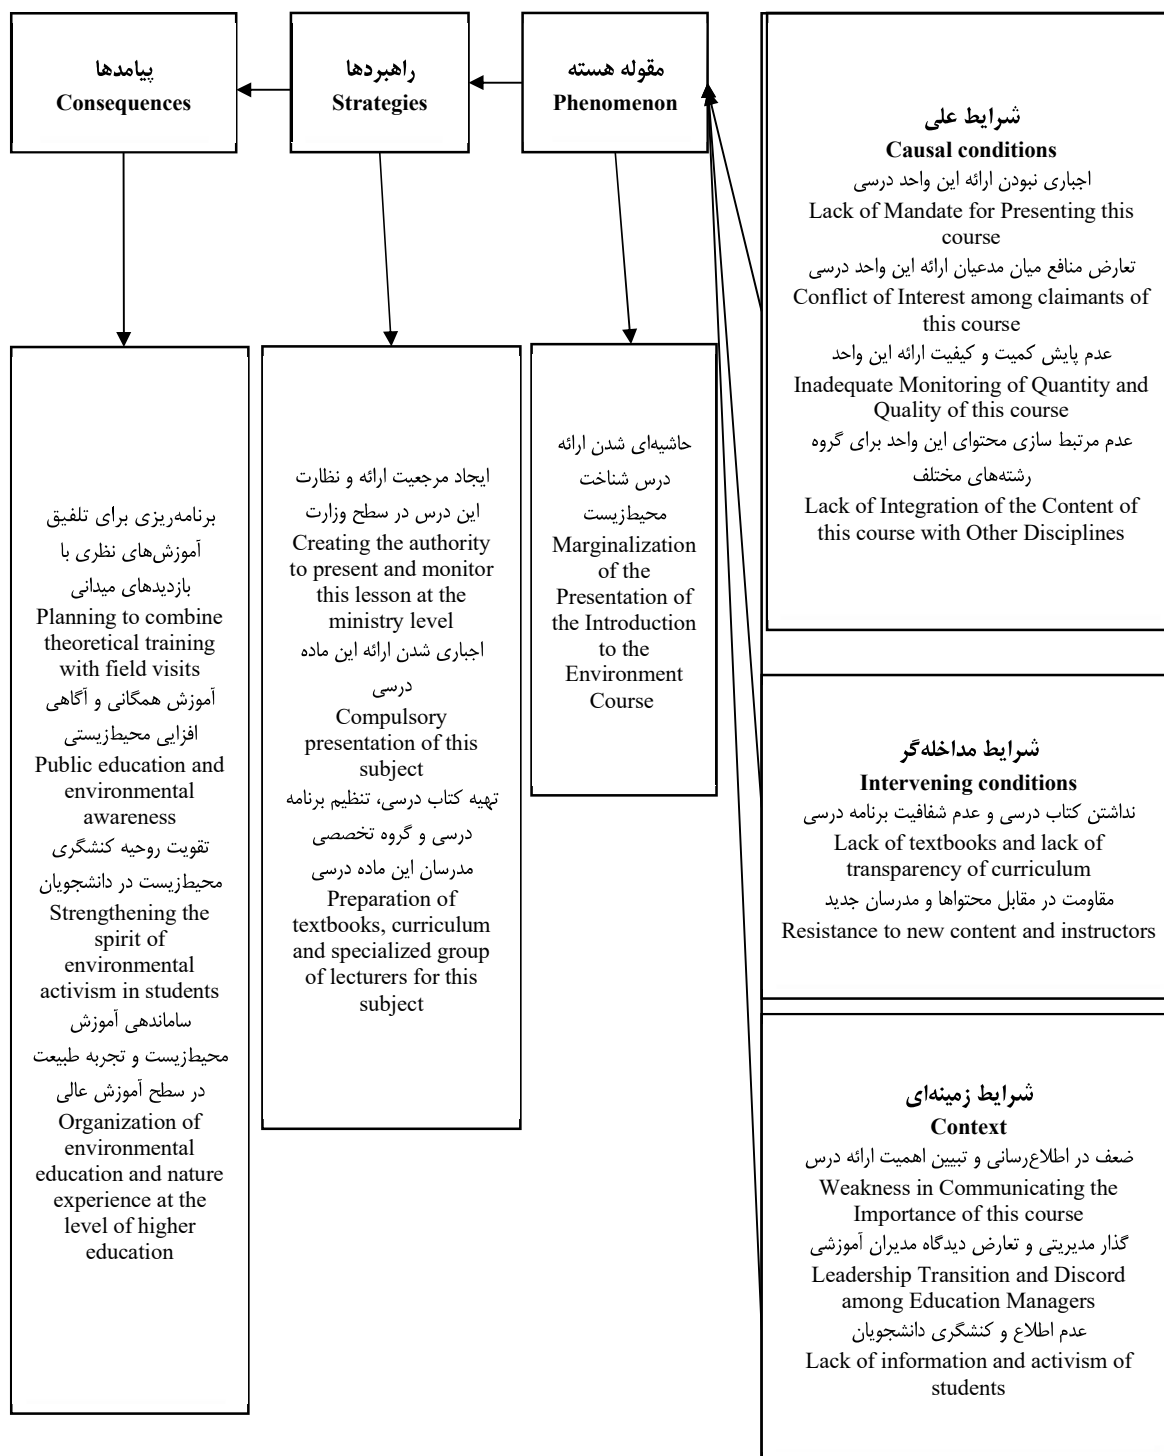 پیامدها
Consequences
راهبردها
Strategies
مقوله هسته
Phenomenon
شرایط علی
Causal conditions
اجباری نبودن ارائه این واحد درسی
Lack of Mandate for Presenting this
course
تعارض منافع میان مدعیان ارائه این واحد درسی
Conflict of Interest among claimants of
this course
عدم پایش کمیت و کیفیت ارائه این واحد
Inadequate Monitoring of Quantity and
Quality of this course
عدم مرتبط سازی محتوای این واحد برای گروه
رشته‌های مختلف
Lack of Integration of the Content of
this course with Other Disciplines
برنامه‌ریزی برای تلفیق
آموزش‌های نظری با
بازدیدهای میدانی
Planning to combine
theoretical training
with field visits
آموزش همگانی و آگاهی
افزایی محیط‌زیستی
Public education and
environmental
awareness
تقویت روحیه کنشگری
محیط‌زیست در دانشجویان
Strengthening the
spirit of
environmental
activism in students
ساماندهی آموزش
محیط‌زیست و تجربه طبیعت
در سطح آموزش عالی
Organization of
environmental
education and nature
experience at the
level of higher
education
ایجاد مرجعیت ارائه و نظارت
این درس در سطح وزارت
Creating the authority
to present and monitor
this lesson at the
ministry level
اجباری شدن ارائه این ماده
درسی
Compulsory
presentation of this
subject
تهیه کتاب درسی، تنظیم برنامه
درسی و گروه تخصصی
مدرسان این ماده درسی
Preparation of
textbooks, curriculum
and specialized group
of lecturers for this
subject
حاشیه‌ای شدن ارائه
درس شناخت
محیط‌زیست
Marginalization
of the
Presentation of
the Introduction
to the
Environment
Course
شرایط مداخله‌گر
Intervening conditions
نداشتن کتاب درسی و عدم شفافیت برنامه درسی
Lack of textbooks and lack of
transparency of curriculum
مقاومت در مقابل محتواها و مدرسان جدید
Resistance to new content and instructors
شرایط زمینه‌ای
Context
ضعف در اطلاع‌رسانی و تبیین اهمیت ارائه درس
Weakness in Communicating the
Importance of this course
گذار مدیریتی و تعارض دیدگاه مدیران آموزشی
Leadership Transition and Discord
among Education Managers
عدم اطلاع و کنشگری دانشجویان
Lack of information and activism of
students